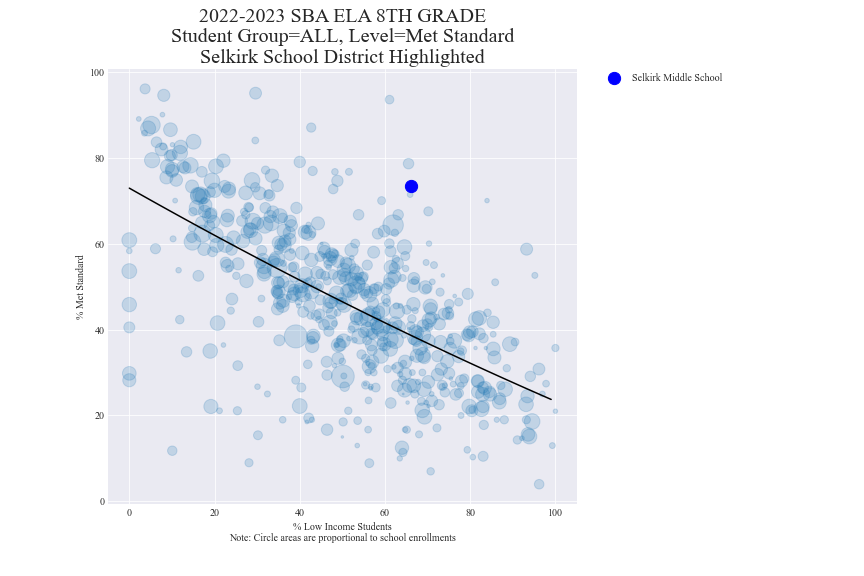 2022-2023 SBA ELA 8TH GRADE
Student Group=ALL, Level=Met Standard
Selkirk School District Highlighted
Selkirk Middle School
100
80
60
40
20
0
% Met Standard
0 20 40 60 80 100
% Low Income Students
Note: Circle areas are proportional to school enrollments